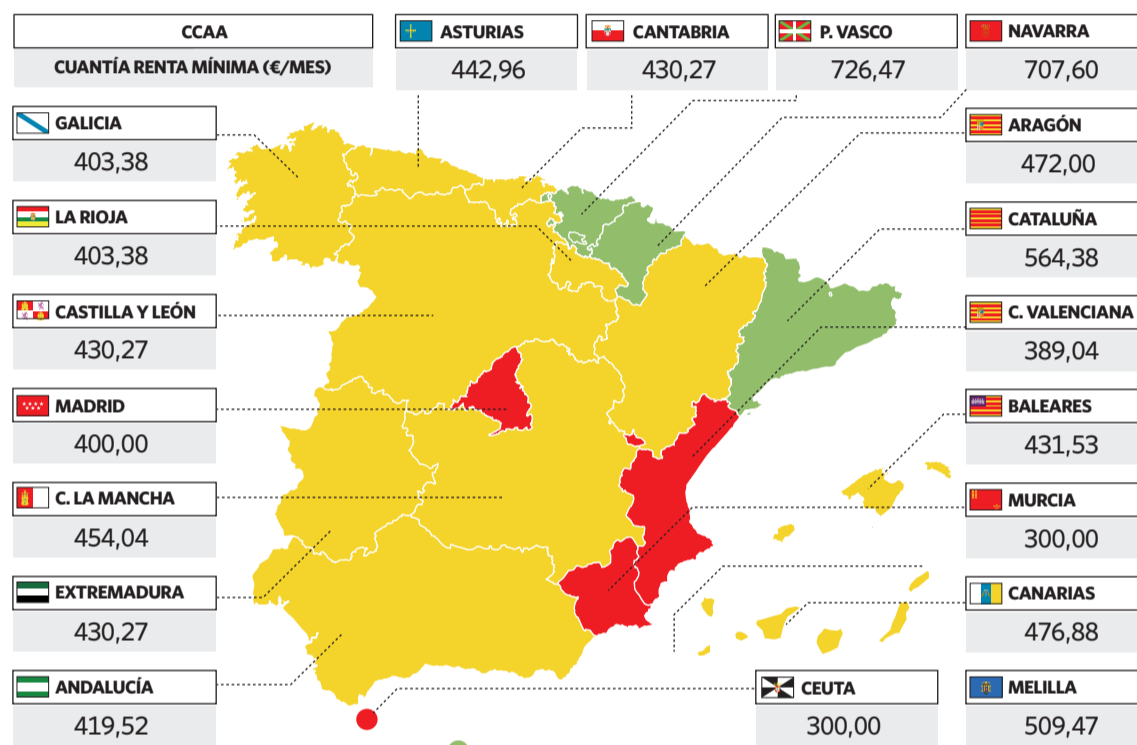 CCAA
CUANTÍA RENTA MÍNIMA (€/MES)
ASTURIAS
442,96
CANTABRIA
430,27
P. VASCO
726,47
NAVARRA
707,60
GALICIA
403,38
ARAGÓN
472,00
LA RIOJA
403,38
CATALUÑA
564,38
CASTILLA Y LEÓN
430,27
C. VALENCIANA
389,04
MADRID
400,00
BALEARES
431,53
C. LA MANCHA
454,04
MURCIA
300,00
EXTREMADURA
430,27
CANARIAS
476,88
ANDALUCÍA
419,52
CEUTA
300,00
MELILLA
509,47